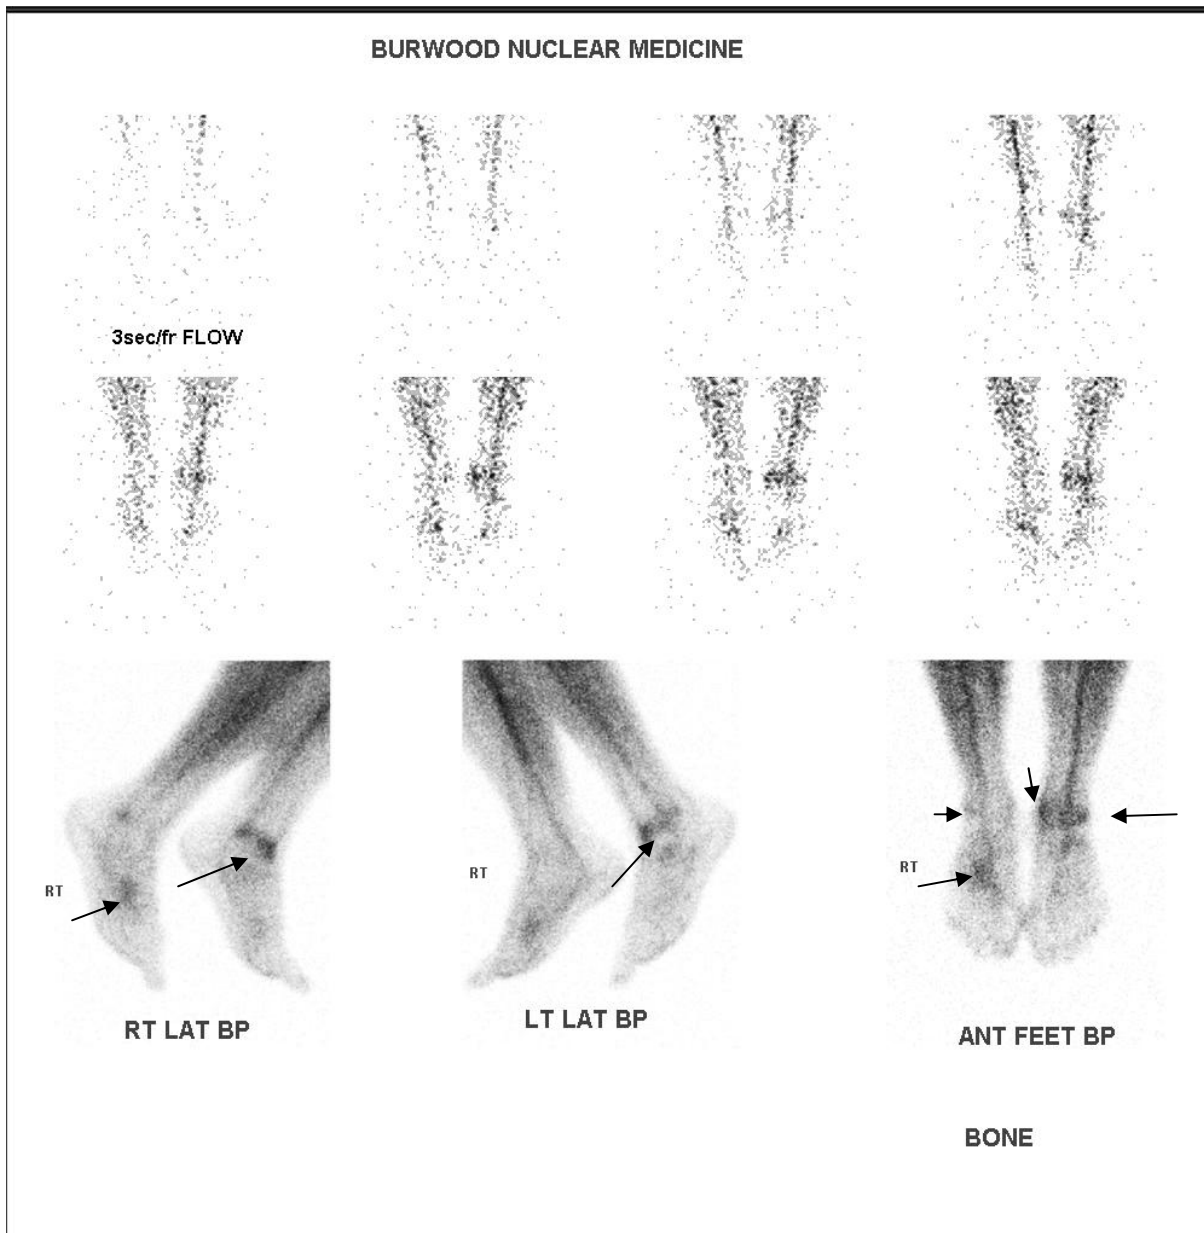 BURWOOD NUCLEAR MEDICINE
3sec/fr FLOW
RT
RT
RT
RT LAT BP
LT LAT BP
ANT FEET BP
BONE